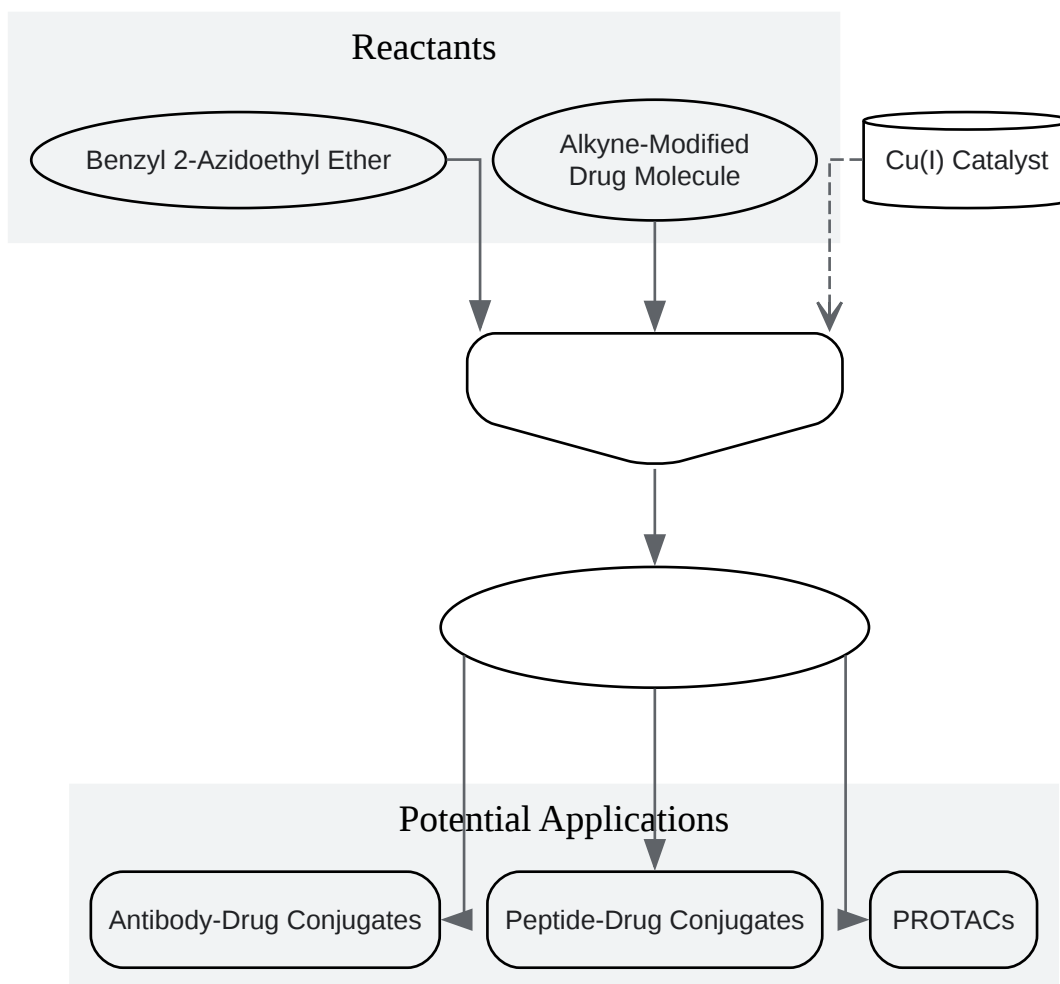 Reactants
Benzyl 2-Azidoethyl Ether
Alkyne-Modified
Drug Molecule
Cu(I) Catalyst
Potential Applications
Antibody-Drug Conjugates
Peptide-Drug Conjugates
PROTACs